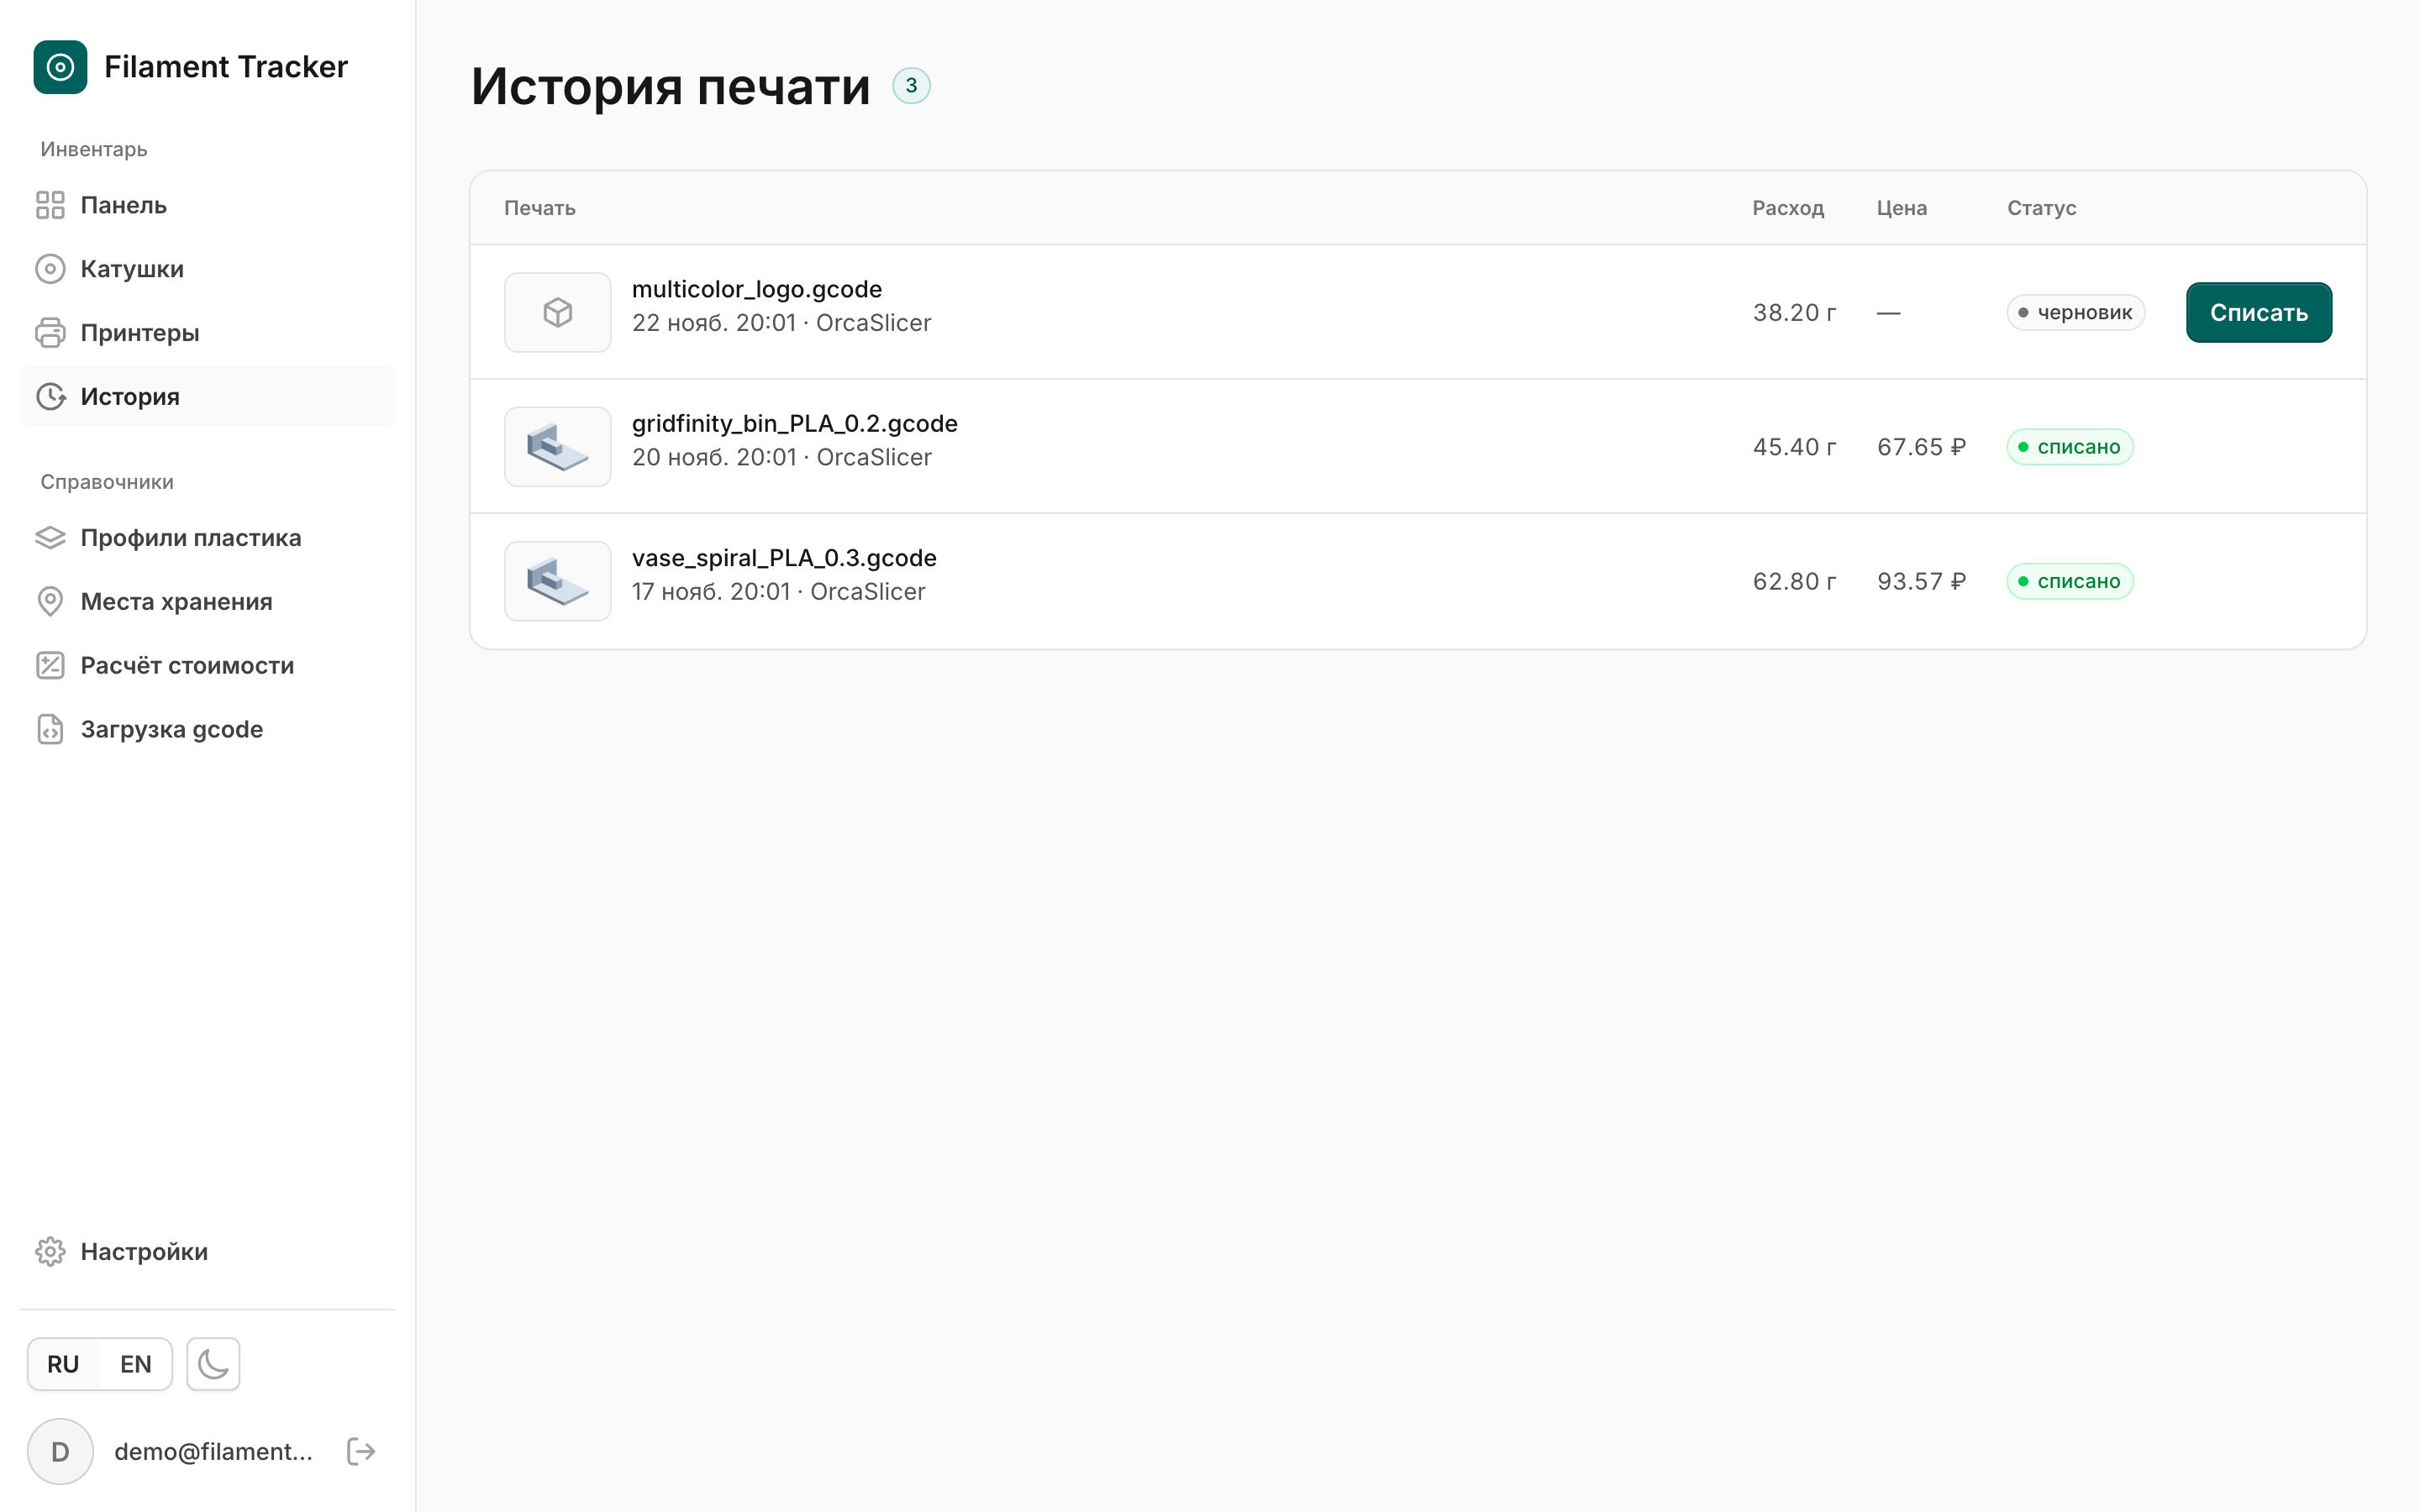 Filament Tracker
Инвентарь
Панель
Катушки
Принтеры
История
Справочники
Профили пластика
Места хранения
Расчёт стоимости
Загрузка gcode
Настройки
RU EN
D demo@filament...
История печати 3
Печать Расход Цена Статус
multicolor_logo.gcode
22 нояб. 20:01 · OrcaSlicer
38.20 г — черновик Списать
gridfinity_bin_PLA_0.2.gcode
20 нояб. 20:01 · OrcaSlicer
45.40 г 67.65 ₽ списано
vase_spiral_PLA_0.3.gcode
17 нояб. 20:01 · OrcaSlicer
62.80 г 93.57 ₽ списано